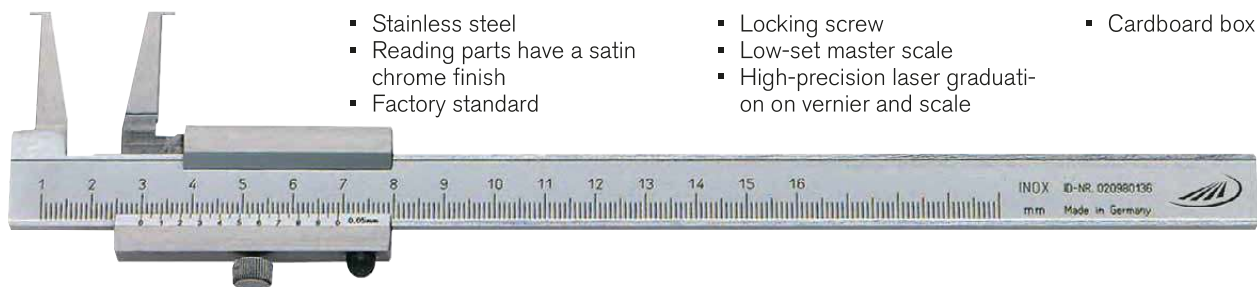 ▪ Stainless steel
▪ Reading parts have a satin
chrome finish
▪ Factory standard
▪ Locking screw
▪ Low-set master scale
▪ High-precision laser graduati-
on on vernier and scale
▪ Cardboard box
1 2 3 4 5 6 7 8 9 10 11 12 13 14 15 16
INOX ID-NR. 020980136
mm Made in Germany
0 1 2 3 4 5 6 7 8 9 0 0.05mm